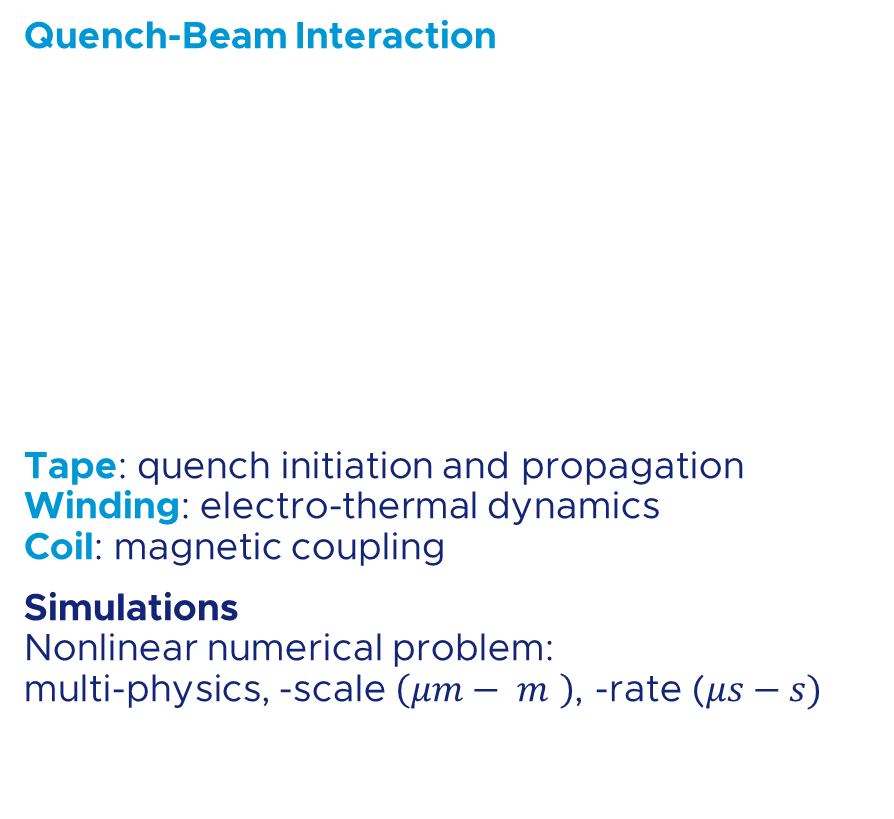 Quench-Beam Interaction
Tape: quench initiation and propagation
Winding: electro-thermal dynamics
Coil: magnetic coupling
Simulations
Nonlinear numerical problem:
multi-physics, -scale (μm − m ), -rate (μs − s)